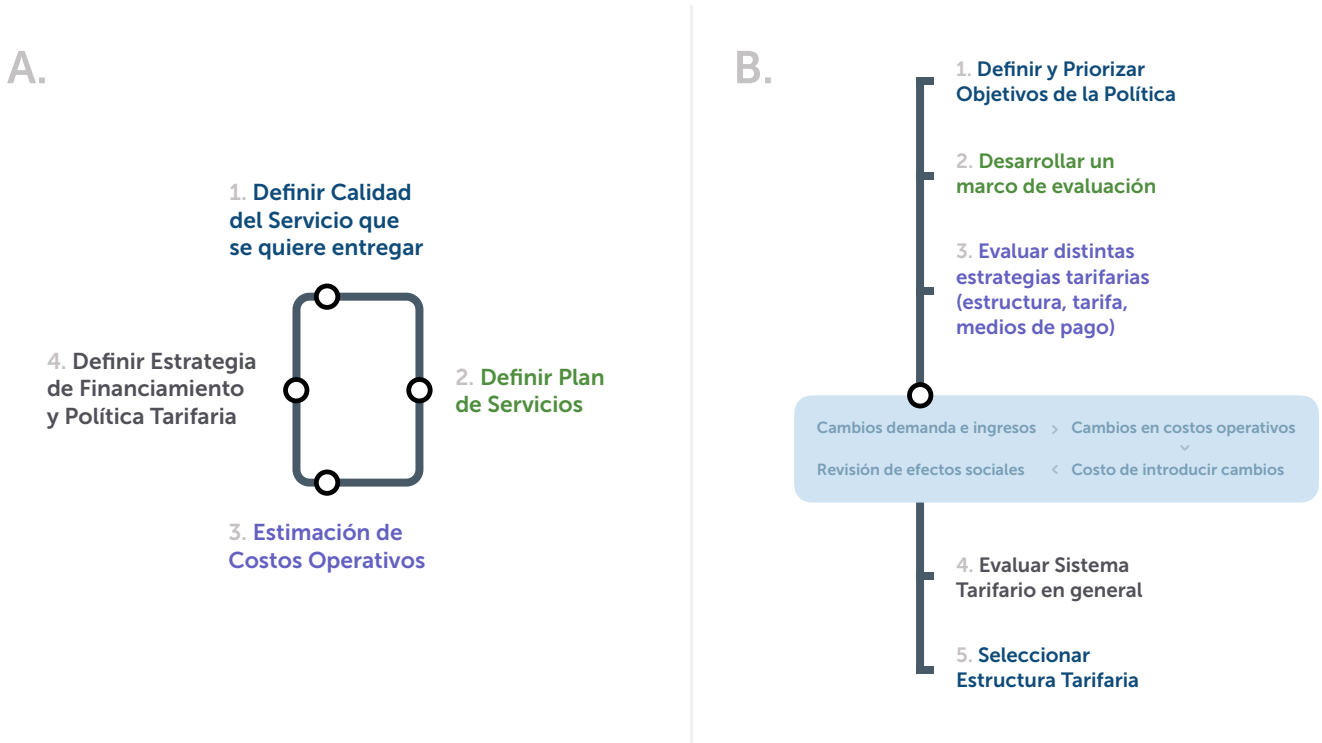 A.
1. Definir Calidad
del Servicio que
se quiere entregar
4. Definir Estrategia
de Financiamiento
y Política Tarifaria
2. Definir Plan
de Servicios
3. Estimación de
Costos Operativos
B.
1. Definir y Priorizar
Objetivos de la Política
2. Desarrollar un
marco de evaluación
3. Evaluar distintas
estrategias tarifarias
(estructura, tarifa,
medios de pago)
Cambios demanda e ingresos > Cambios en costos operativos
Revisión de efectos sociales < Costo de introducir cambios
4. Evaluar Sistema
Tarifario en general
5. Seleccionar
Estructura Tarifaria